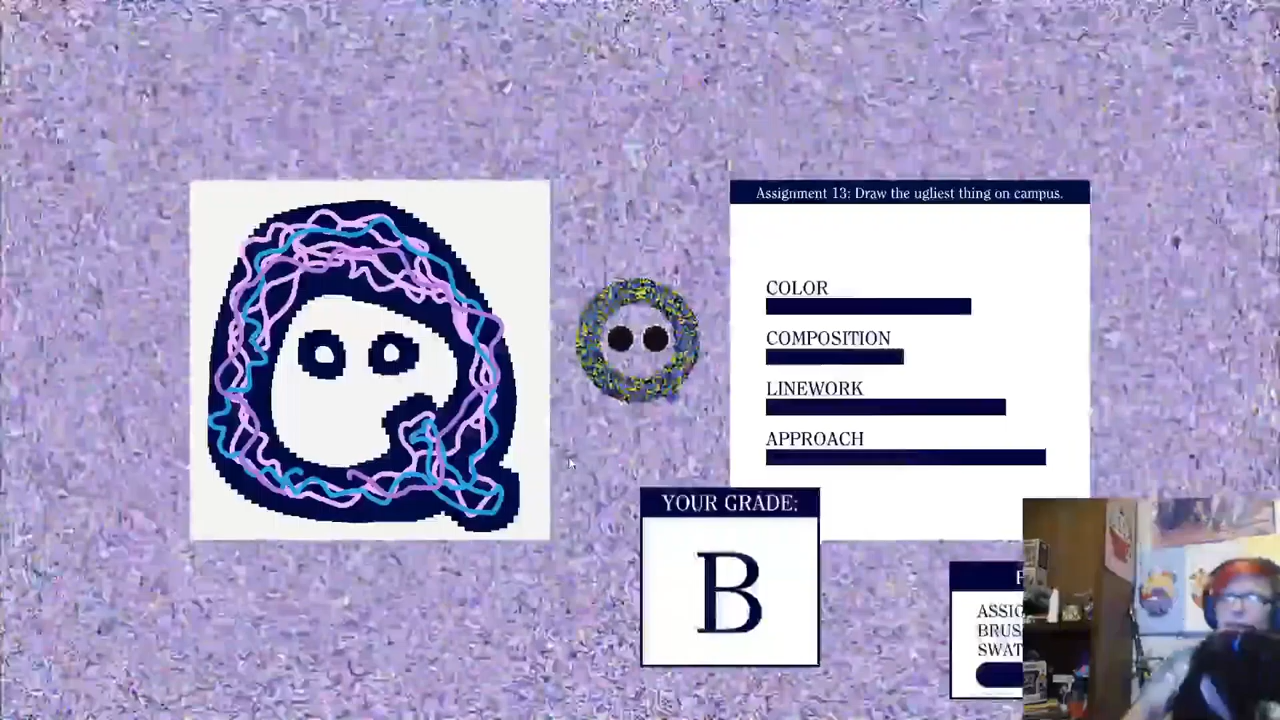 Assignment 13: Draw the ugliest thing on campus.
COLOR
COMPOSITION
LINEWORK
APPROACH
YOUR GRADE:
B